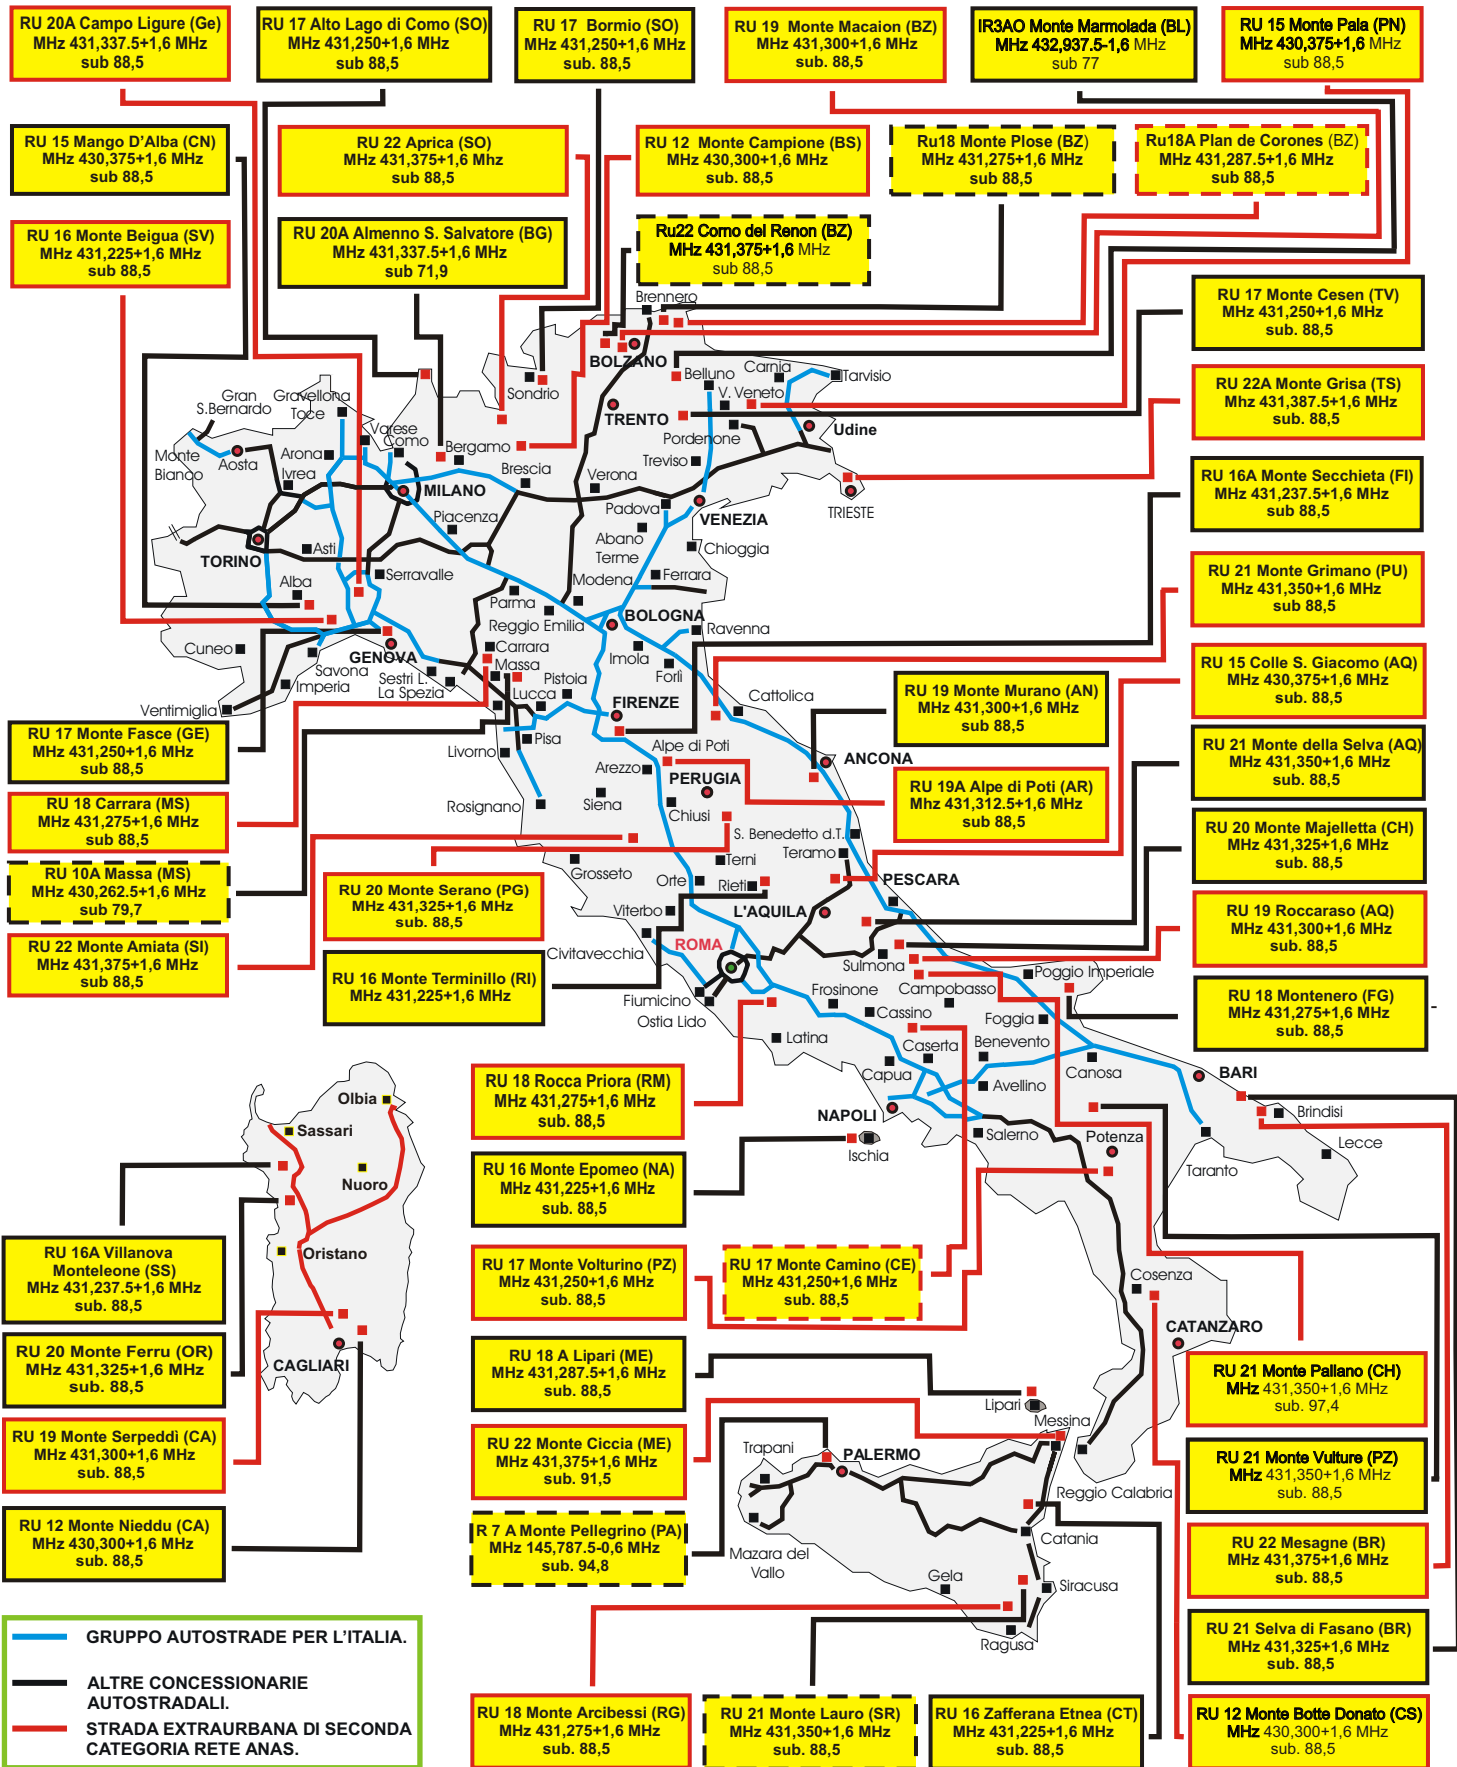 RU 20A Campo Ligure (Ge)
MHz 431,337.5+1,6 MHz
sub 88,5
RU 17 Alto Lago di Como (SO)
MHz 431,250+1,6 MHz
sub 88,5
RU 17 Bormio (SO)
MHz 431,250+1,6 MHz
sub. 88,5
RU 19 Monte Macaion (BZ)
MHz 431,300+1,6 MHz
sub. 88,5
IR3AO Monte Marmolada (BL)
MHz 432,937.5-1,6 MHz
sub 77
RU 15 Monte Pala (PN)
MHz 430,375+1,6 MHz
sub 88,5
RU 15 Mango D'Alba (CN)
MHz 430,375+1,6 MHz
sub 88,5
RU 22 Aprica (SO)
MHz 431,375+1,6 Mhz
sub 88,5
RU 12 Monte Campione (BS)
MHz 430,300+1,6 MHz
sub. 88,5
Ru18 Monte Plose (BZ)
MHz 431,275+1,6 MHz
sub 88,5
Ru18A Plan de Corones (BZ)
MHz 431,287.5+1,6 MHz
sub 88,5
RU 16 Monte Beigua (SV)
MHz 431,225+1,6 MHz
sub 88,5
RU 20A Almenno S. Salvatore (BG)
MHz 431,337.5+1,6 MHz
sub 71,9
Ru22 Corno del Renon (BZ)
MHz 431,375+1,6 MHz
sub 88,5
RU 17 Monte Cesen (TV)
MHz 431,250+1,6 MHz
sub. 88,5
RU 22A Monte Grisa (TS)
Mhz 431,387.5+1,6 MHz
sub. 88,5
RU 16A Monte Secchieta (FI)
MHz 431,237.5+1,6 MHz
sub 88,5
RU 21 Monte Grimano (PU)
MHz 431,350+1,6 MHz
sub 88,5
RU 15 Colle S. Giacomo (AQ)
MHz 430,375+1,6 MHz
sub. 88,5
RU 19 Monte Murano (AN)
MHz 431,300+1,6 MHz
sub 88,5
RU 21 Monte della Selva (AQ)
MHz 431,350+1,6 MHz
sub. 88,5
RU 19A Alpe di Poti (AR)
Mhz 431,312.5+1,6 MHz
sub 88,5
RU 20 Monte Majelletta (CH)
MHz 431,325+1,6 MHz
sub. 88,5
RU 19 Roccaraso (AQ)
MHz 431,300+1,6 MHz
sub. 88,5
RU 18 Montenero (FG)
MHz 431,275+1,6 MHz
sub. 88,5
-
Brennero
BOLZANO
Sondrio
Belluno
Carnia
Tarvisio
V. Veneto
TRENTO
Pordenone
Udine
Gran
S.Bernardo
Gravellona
Toce
Varese
Como
Monte
Bianco
Aosta
Arona
Ivrea
Bergamo
Brescia
Verona
Treviso
MILANO
Padova
VENEZIA
TRIESTE
Piacenza
Abano
Terme
Chioggia
TORINO
Asti
Alba
Serravalle
Modena
Ferrara
Parma
Reggio Emilia
BOLOGNA
Ravenna
Cuneo
Savona
Imperia
GENOVA
Sestri L.
La Spezia
Carrara
Massa
Lucca
Pistoia
Imola
Forlì
Ventimiglia
FIRENZE
Cattolica
Pisa
Livorno
Alpe di Poti
Arezzo
PERUGIA
ANCONA
Rosignano
Siena
Chiusi
S. Benedetto d.T.
Teramo
Grosseto
Terni
Orte
Rieti
PESCARA
Viterbo
L'AQUILA
Civitavecchia
ROMA
Sulmona
Poggio Imperiale
Fiumicino
Ostia Lido
Frosinone
Campobasso
Cassino
Foggia
Latina
Caserta
Benevento
Capua
Canosa
BARI
Avellino
NAPOLI
Brindisi
Salerno
Potenza
Lecce
Ischia
Taranto
RU 17 Monte Fasce (GE)
MHz 431,250+1,6 MHz
sub 88,5
RU 18 Carrara (MS)
MHz 431,275+1,6 MHz
sub 88,5
RU 10A Massa (MS)
MHz 430,262.5+1,6 MHz
sub 79,7
RU 22 Monte Amiata (SI)
MHz 431,375+1,6 MHz
sub 88,5
RU 20 Monte Serano (PG)
MHz 431,325+1,6 MHz
sub. 88,5
RU 16 Monte Terminillo (RI)
MHz 431,225+1,6 MHz
RU 18 Rocca Priora (RM)
MHz 431,275+1,6 MHz
sub. 88,5
RU 16 Monte Epomeo (NA)
MHz 431,225+1,6 MHz
sub. 88,5
RU 17 Monte Volturino (PZ)
MHz 431,250+1,6 MHz
sub. 88,5
RU 17 Monte Camino (CE)
MHz 431,250+1,6 MHz
sub. 88,5
Olbia
Sassari
Nuoro
Oristano
CAGLIARI
RU 16A Villanova
Monteleone (SS)
MHz 431,237.5+1,6 MHz
sub. 88,5
RU 20 Monte Ferru (OR)
MHz 431,325+1,6 MHz
sub. 88,5
RU 19 Monte Serpeddì (CA)
MHz 431,300+1,6 MHz
sub. 88,5
RU 12 Monte Nieddu (CA)
MHz 430,300+1,6 MHz
sub. 88,5
RU 18 A Lipari (ME)
MHz 431,287.5+1,6 MHz
sub. 88,5
RU 22 Monte Ciccia (ME)
MHz 431,375+1,6 MHz
sub. 91,5
R 7 A Monte Pellegrino (PA)
MHz 145,787.5-0,6 MHz
sub. 94,8
Cosenza
CATANZARO
Lipari
Messina
Trapani
PALERMO
Reggio Calabria
Mazara del
Vallo
Catania
Gela
Siracusa
Ragusa
RU 21 Monte Pallano (CH)
MHz 431,350+1,6 MHz
sub. 97,4
RU 21 Monte Vulture (PZ)
MHz 431,350+1,6 MHz
sub. 88,5
RU 22 Mesagne (BR)
MHz 431,375+1,6 MHz
sub. 88,5
RU 21 Selva di Fasano (BR)
MHz 431,325+1,6 MHz
sub. 88,5
RU 12 Monte Botte Donato (CS)
MHz 430,300+1,6 MHz
sub. 88,5
RU 18 Monte Arcibessi (RG)
MHz 431,275+1,6 MHz
sub. 88,5
RU 21 Monte Lauro (SR)
MHz 431,350+1,6 MHz
sub. 88,5
RU 16 Zafferana Etnea (CT)
MHz 431,225+1,6 MHz
sub. 88,5
GRUPPO AUTOSTRADE PER L'ITALIA.
ALTRE CONCESSIONARIE
AUTOSTRADALI.
STRADA EXTRAURBANA DI SECONDA
CATEGORIA RETE ANAS.